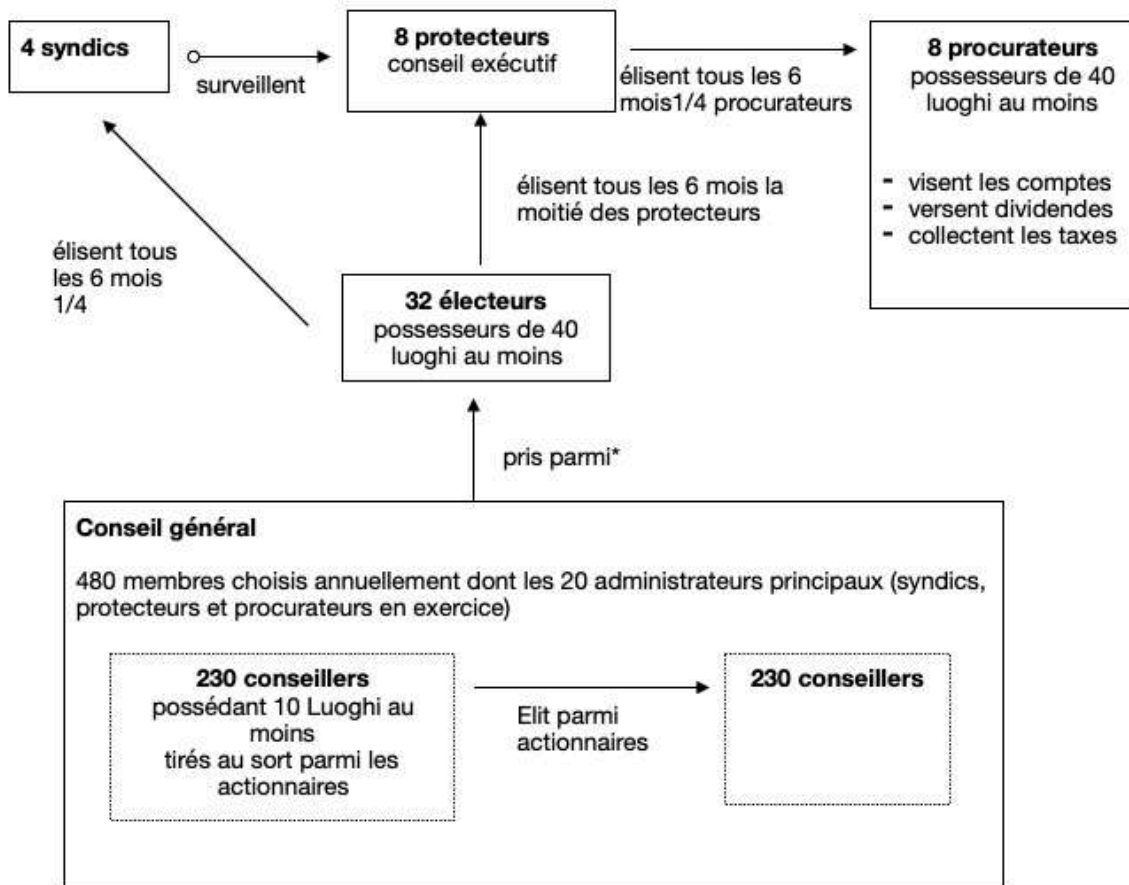 4 syndics
surveillent
8 protecteurs
conseil exécutif
élisent tous les 6
mois1/4 procurateurs
8 procurateurs
possesseurs de 40
luoghi au moins
- visent les comptes
- versent dividendes
- collectent les taxes
élisent tous les 6 mois la
moitié des protecteurs
élisent tous
les 6 mois
1/4
32 électeurs
possesseurs de 40
luoghi au moins
pris parmi*
Conseil général
480 membres choisis annuellement dont les 20 administrateurs principaux (syndics,
protecteurs et procurateurs en exercice)
230 conseillers
possédant 10 Luoghi au
moins
tirés au sort parmi les
actionnaires
Elit parmi
actionnaires
230 conseillers